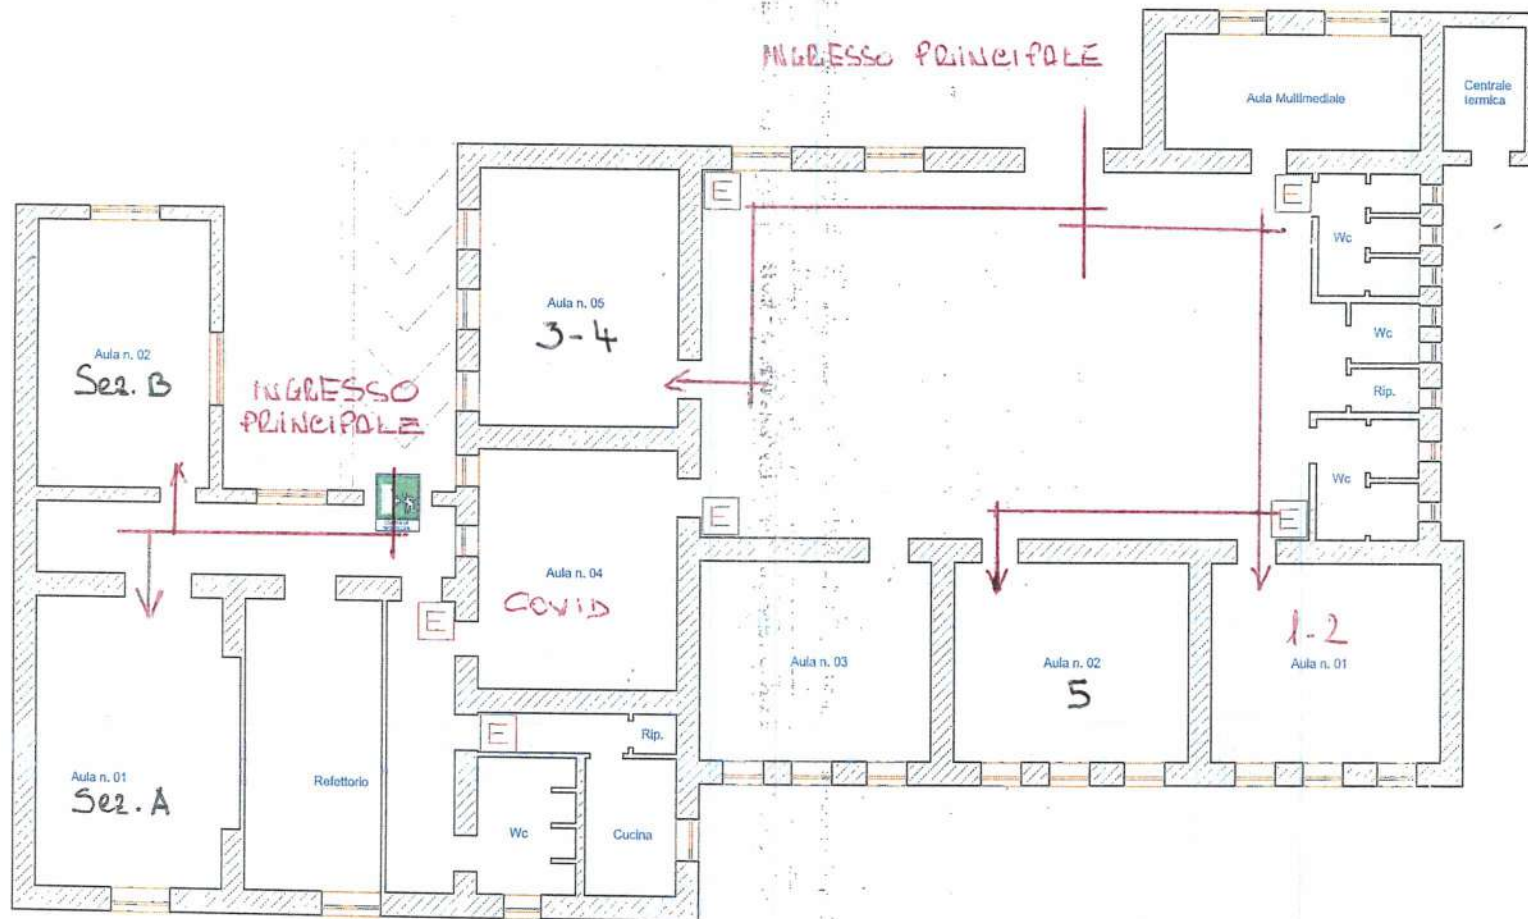 INGRESSO PRINCIPALE
Aula Multimediale
Centrale
termica
E
E
Wc
Aula n. 05
3-4
Wc
Aula n. 02
Sez. B
INGRESSO
PRINCIPALE
Rip.
Wc
E
E
Aula n. 04
COVID
E
1-2
Aula n. 03
Aula n. 02
5
Aula n. 01
E
Rip.
Aula n. 01
Sez. A
Refettorio
Wc
Cucina